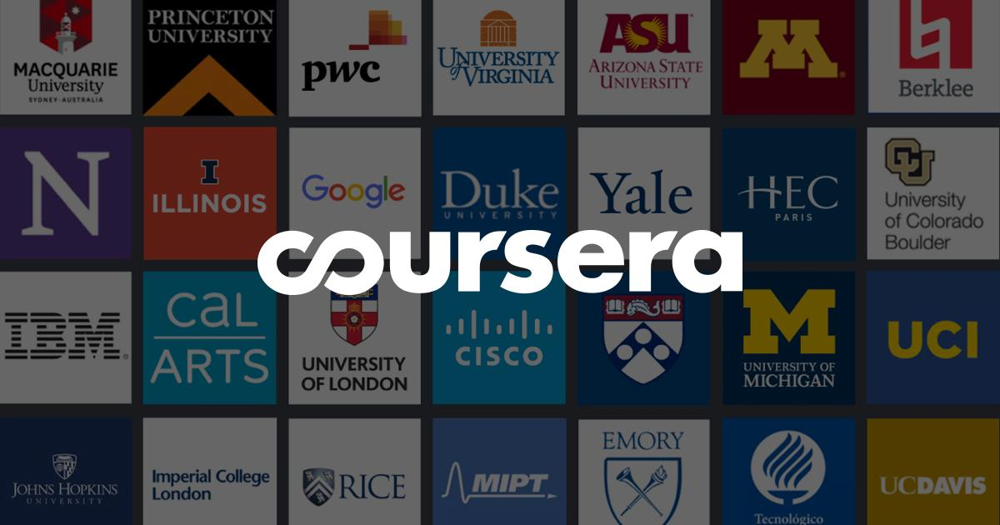 MACQUARIE
University
SYDNEY·AUSTRALIA
PRINCETON
UNIVERSITY
pwc
UNIVERSITY
of VIRGINIA
ASU
ARIZONA STATE
UNIVERSITY
M
Berklee
N
I
ILLINOIS
Google
Duke
UNIVERSITY
Yale
HEC
PARIS
CU
University
of Colorado
Boulder
coursera
IBM
CAL
ARTS
UNIVERSITY
OF LONDON
CISCO
M
UNIVERSITY OF
MICHIGAN
UCI
JOHNS HOPKINS
UNIVERSITY
Imperial College
London
RICE
MIPT
EMORY
Tecnológico
UCDAVIS